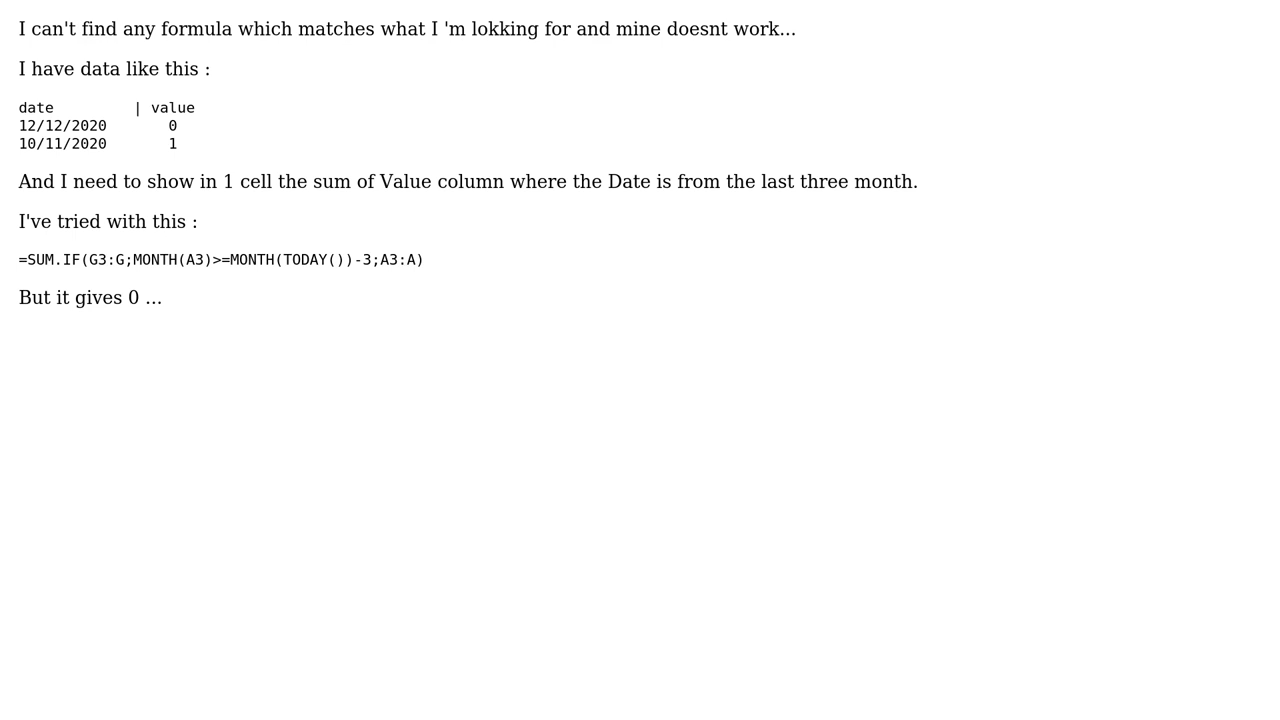 I can't find any formula which matches what I 'm lokking for and mine doesnt work...
I have data like this :
date | value
12/12/2020 0
10/11/2020 1
And I need to show in 1 cell the sum of Value column where the Date is from the last three month.
I've tried with this :
=SUM.IF(G3:G;MONTH(A3)>=MONTH(TODAY())-3;A3:A)
But it gives 0 ...